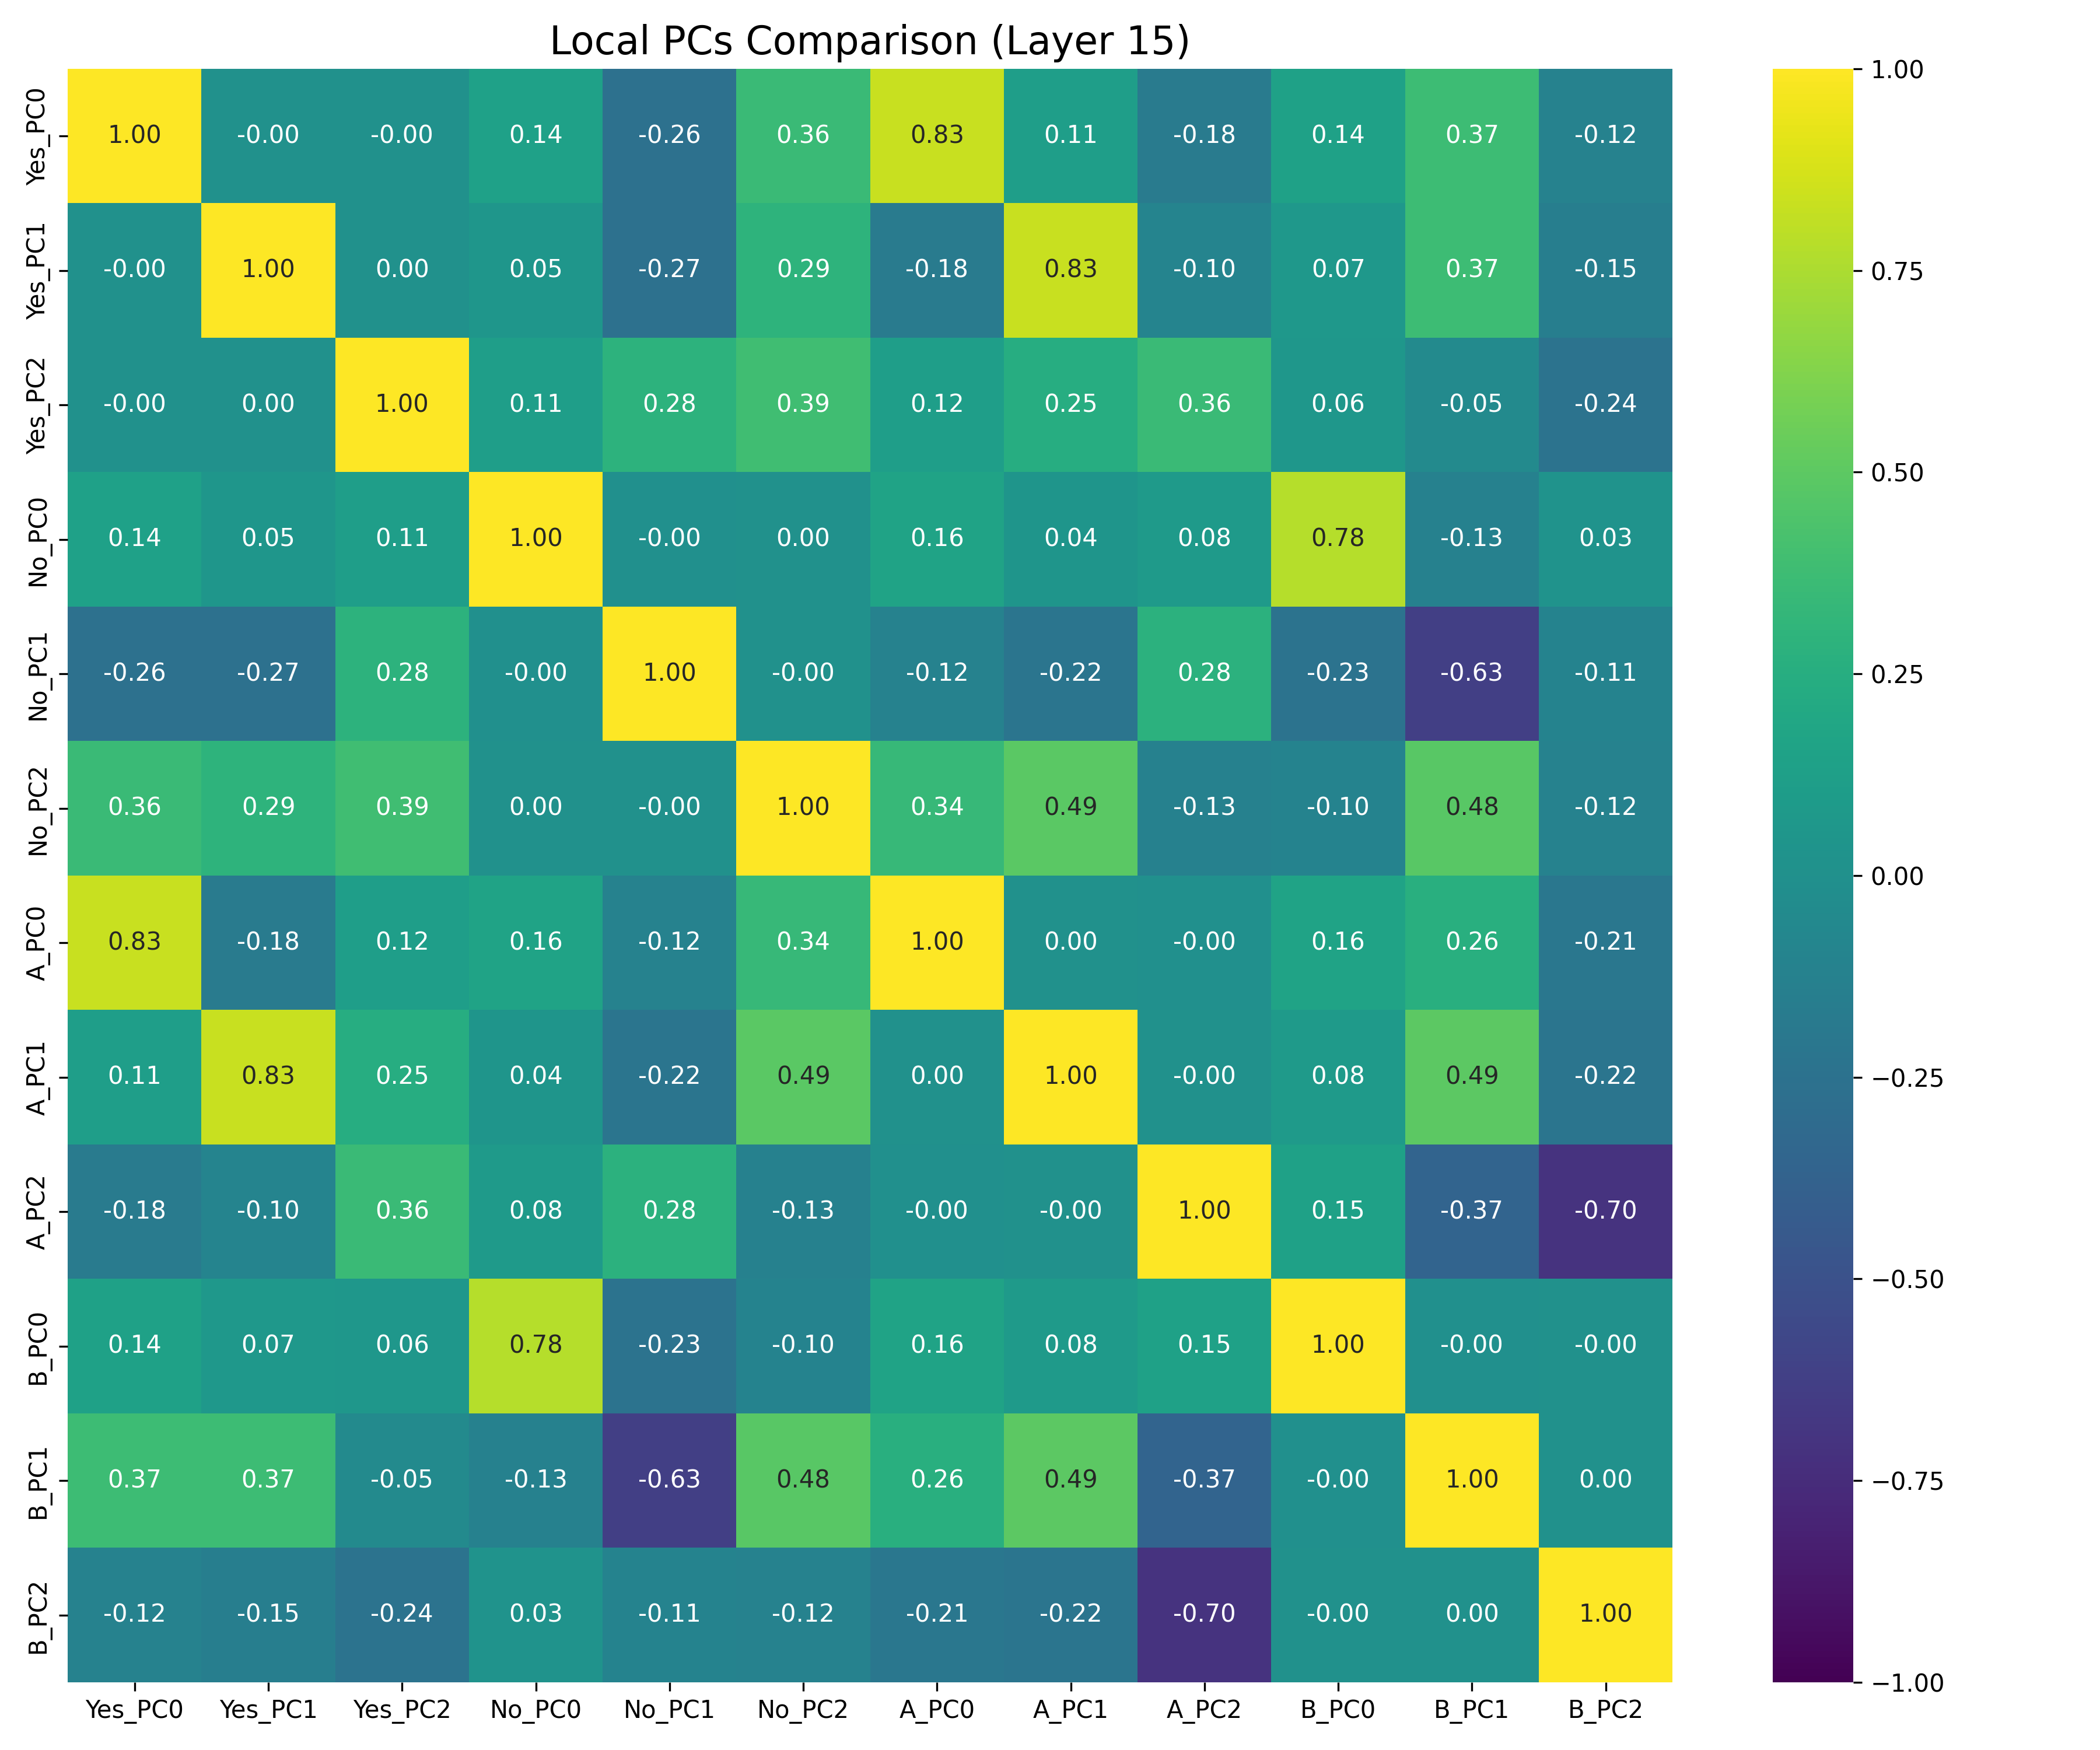 Local PCs Comparison (Layer 15)
Yes_PC0 1.00 -0.00 -0.00 0.14 -0.26 0.36 0.83 0.11 -0.18 0.14 0.37 -0.12
Yes_PC1 -0.00 1.00 0.00 0.05 -0.27 0.29 -0.18 0.83 -0.10 0.07 0.37 -0.15
Yes_PC2 -0.00 0.00 1.00 0.11 0.28 0.39 0.12 0.25 0.36 0.06 -0.05 -0.24
No_PC0 0.14 0.05 0.11 1.00 -0.00 0.00 0.16 0.04 0.08 0.78 -0.13 0.03
No_PC1 -0.26 -0.27 0.28 -0.00 1.00 -0.00 -0.12 -0.22 0.28 -0.23 -0.63 -0.11
No_PC2 0.36 0.29 0.39 0.00 -0.00 1.00 0.34 0.49 -0.13 -0.10 0.48 -0.12
A_PC0 0.83 -0.18 0.12 0.16 -0.12 0.34 1.00 0.00 -0.00 0.16 0.26 -0.21
A_PC1 0.11 0.83 0.25 0.04 -0.22 0.49 0.00 1.00 -0.00 0.08 0.49 -0.22
A_PC2 -0.18 -0.10 0.36 0.08 0.28 -0.13 -0.00 -0.00 1.00 0.15 -0.37 -0.70
B_PC0 0.14 0.07 0.06 0.78 -0.23 -0.10 0.16 0.08 0.15 1.00 -0.00 -0.00
B_PC1 0.37 0.37 -0.05 -0.13 -0.63 0.48 0.26 0.49 -0.37 -0.00 1.00 0.00
B_PC2 -0.12 -0.15 -0.24 0.03 -0.11 -0.12 -0.21 -0.22 -0.70 -0.00 0.00 1.00
Yes_PC0 Yes_PC1 Yes_PC2 No_PC0 No_PC1 No_PC2 A_PC0 A_PC1 A_PC2 B_PC0 B_PC1 B_PC2
1.00
0.75
0.50
0.25
0.00
−0.25
−0.50
−0.75
−1.00